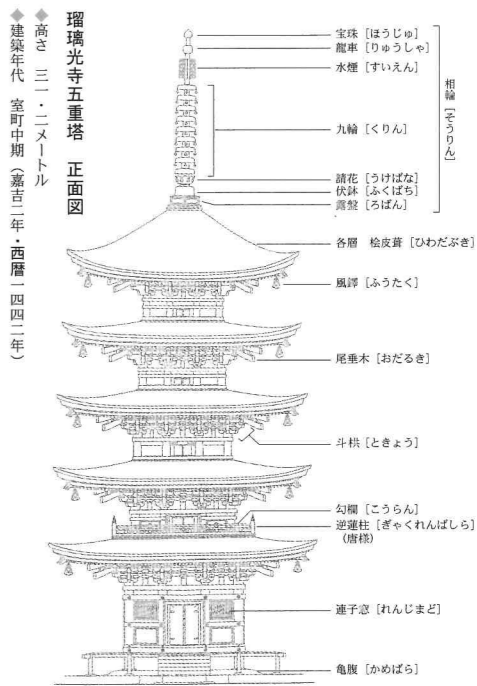 瑠璃光寺五重塔　正面図
◆高さ　三一・二メートル
◆建築年代　室町中期（嘉吉二年・西暦一四四二年）
宝珠［ほうじゅ］
龍車［りゅうしゃ］
水煙［すいえん］
九輪［くりん］
請花［うけばな］
伏鉢［ふくばち］
露盤［ろばん］
相輪［そうりん］
各層　桧皮葺［ひわだぶき］
風鐸［ふうたく］
尾垂木［おだるき］
斗栱［ときょう］
勾欄［こうらん］
逆蓮柱［ぎゃくれんばしら］
（唐様）
連子窓［れんじまど］
亀腹［かめばら］